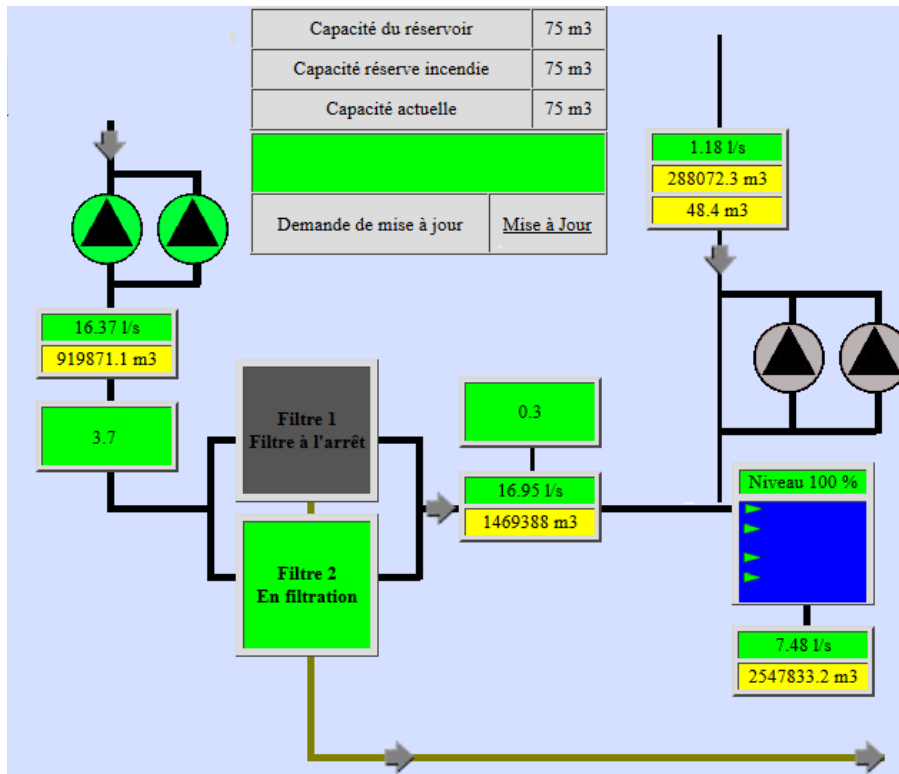 Capacité du réservoir 75 m3
Capacité réserve incendie 75 m3
Capacité actuelle 75 m3
Demande de mise à jour Mise à Jour
1.18 l/s
288072.3 m3
48.4 m3
16.37 l/s
919871.1 m3
3.7
Filtre 1
Filtre à l'arrêt
Filtre 2
En filtration
0.3
16.95 l/s
1469388 m3
Niveau 100 %
7.48 l/s
2547833.2 m3